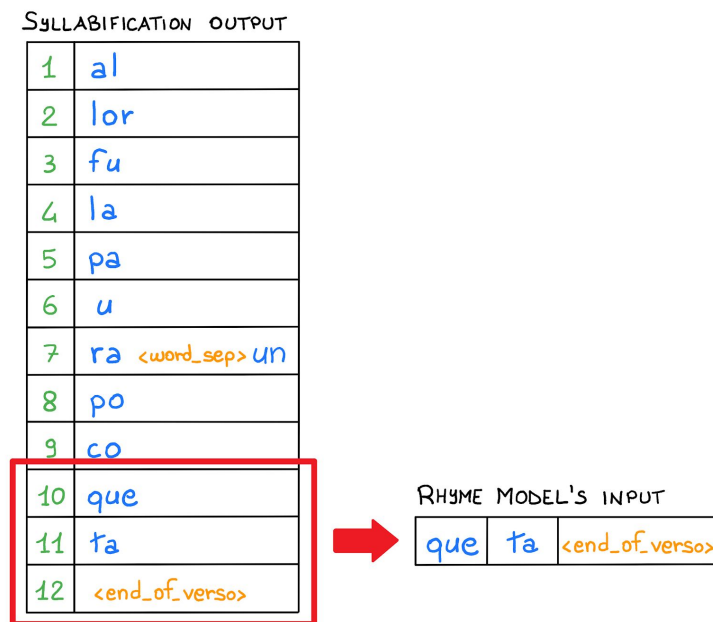 SYLLABIFICATION OUTPUT
1 al
2 lor
3 fu
4 la
5 pa
6 u
7 ra <word_sep> un
8 po
9 co
10 que
11 ta
12 <end_of_verso>
RHYME MODEL'S INPUT
que ta <end_of_verso>